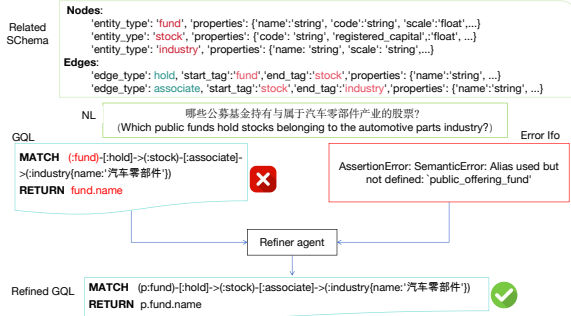 Related
SChema
Nodes:
'entity_type': 'fund', 'properties': {'name':'string', 'code':'string', 'scale':'float',...}
'entity_type': 'stock', 'properties': {'code': 'string', 'registered_capital',:'float', ...}
'entity_type': 'industry', 'properties': {'name: 'string', 'scale': 'string',...}
Edges:
'edge_type': hold, 'start_tag':'fund','end_tag':'stock','properties': {'name':'string', ...}
'edge_type': associate, 'start_tag':'stock','end_tag':'industry','properties': {'name':'string', ...}
NL
哪些公募基金持有与属于汽车零部件产业的股票?
(Which public funds hold stocks belonging to the automotive parts industry?)
GQL
Error Ifo
MATCH (:fund)-[:hold]->(:stock)-[:associate]-
>(:industry{name:'汽车零部件'})
RETURN fund.name
AssertionError: SemanticError: Alias used but
not defined: `public_offering_fund'
Refiner agent
Refined GQL
MATCH (p:fund)-[:hold]->(:stock)-[:associate]->(:industry{name:'汽车零部件'})
RETURN p.fund.name